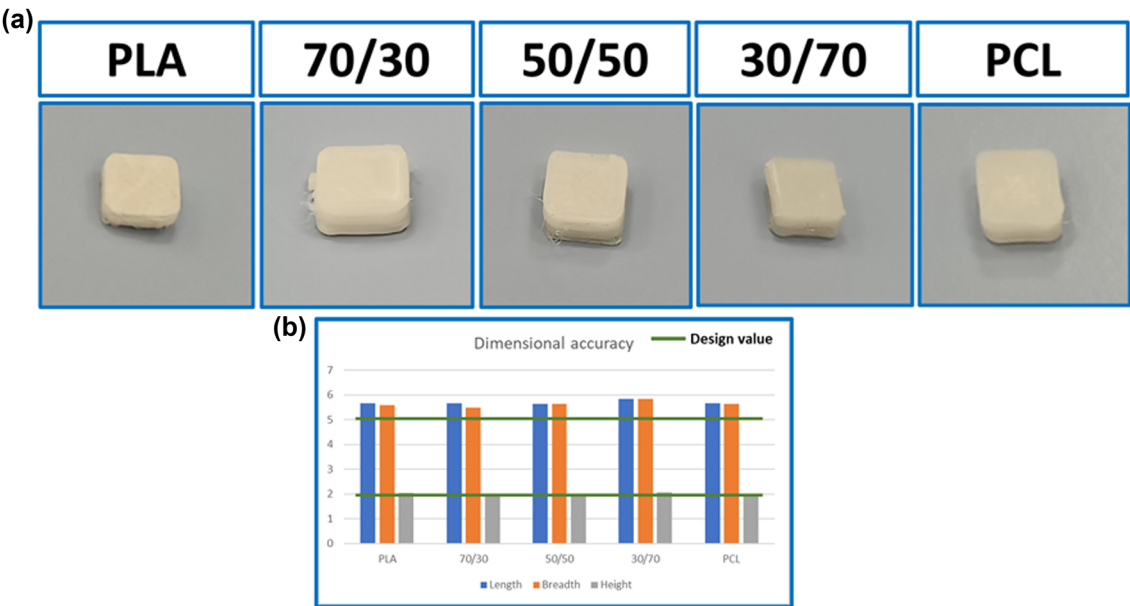 (a)
PLA 70/30 50/50 30/70 PCL
(b)
Dimensional accuracy Design value
7
6
5
4
3
2
1
0
PLA 70/30 50/50 30/70 PCL
Length Breadth Height